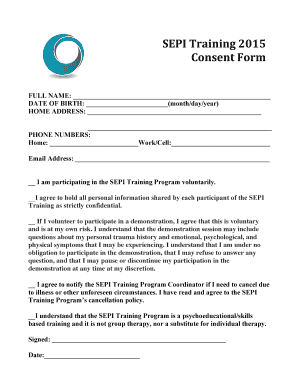 SEPI Training 2015
Consent Form
FULL NAME: ___________________________________________
DATE OF BIRTH: ______________________(month/day/year)
HOME ADDRESS: ______________________________________
________________________________________
PHONE NUMBERS:
Home: ________________________Work/Cell:__________________________
Email Address: ________________________________
__ I am participating in the SEPI Training Program voluntarily.
__I agree to hold all personal information shared by each participant of the SEPI
Training as strictly confidential.
__ If I volunteer to participate in a demonstration, I agree that this is voluntary
and is at my own risk. I understand that the demonstration session may include
questions about my personal trauma history and emotional, psychological, and
physical symptoms that I may be experiencing. I understand that I am under no
obligation to participate in the demonstration, that I may refuse to answer any
question, and that I may pause or discontinue my participation in the
demonstration at any time at my discretion.
__ I agree to notify the SEPI Training Program Coordinator if I need to cancel due
to illness or other unforeseen circumstances. I have read and agree to the SEPI
Training Program's cancellation policy.
__I understand that the SEPI Training Program is a psychoeducational/skills
based training and it is not group therapy, nor a substitute for individual therapy.
Signed: ___________________________________________
Date:____________________________